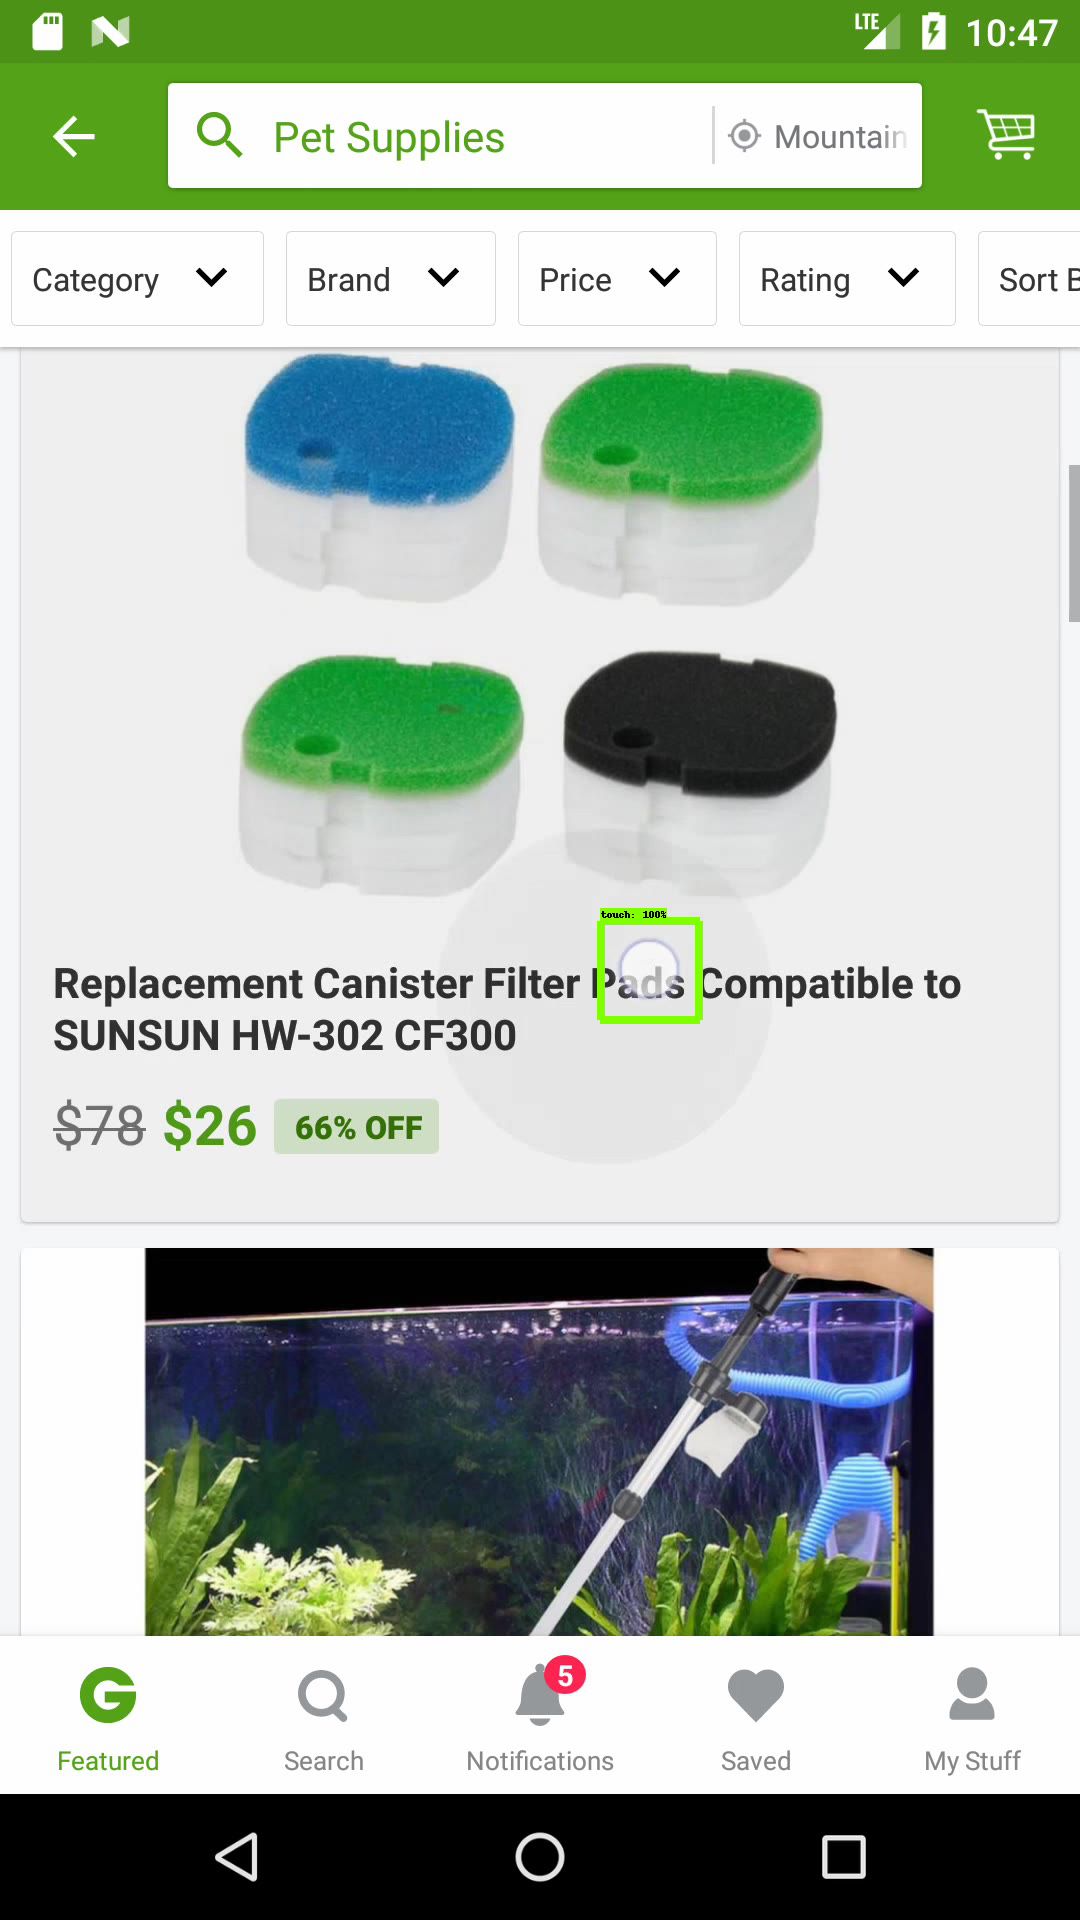 LTE 10:47
Pet Supplies Mountain
Category Brand Price Rating Sort B
touch: 100%
Replacement Canister Filter Pads Compatible to
SUNSUN HW-302 CF300
$78 $26 66% OFF
5
Featured Search Notifications Saved My Stuff